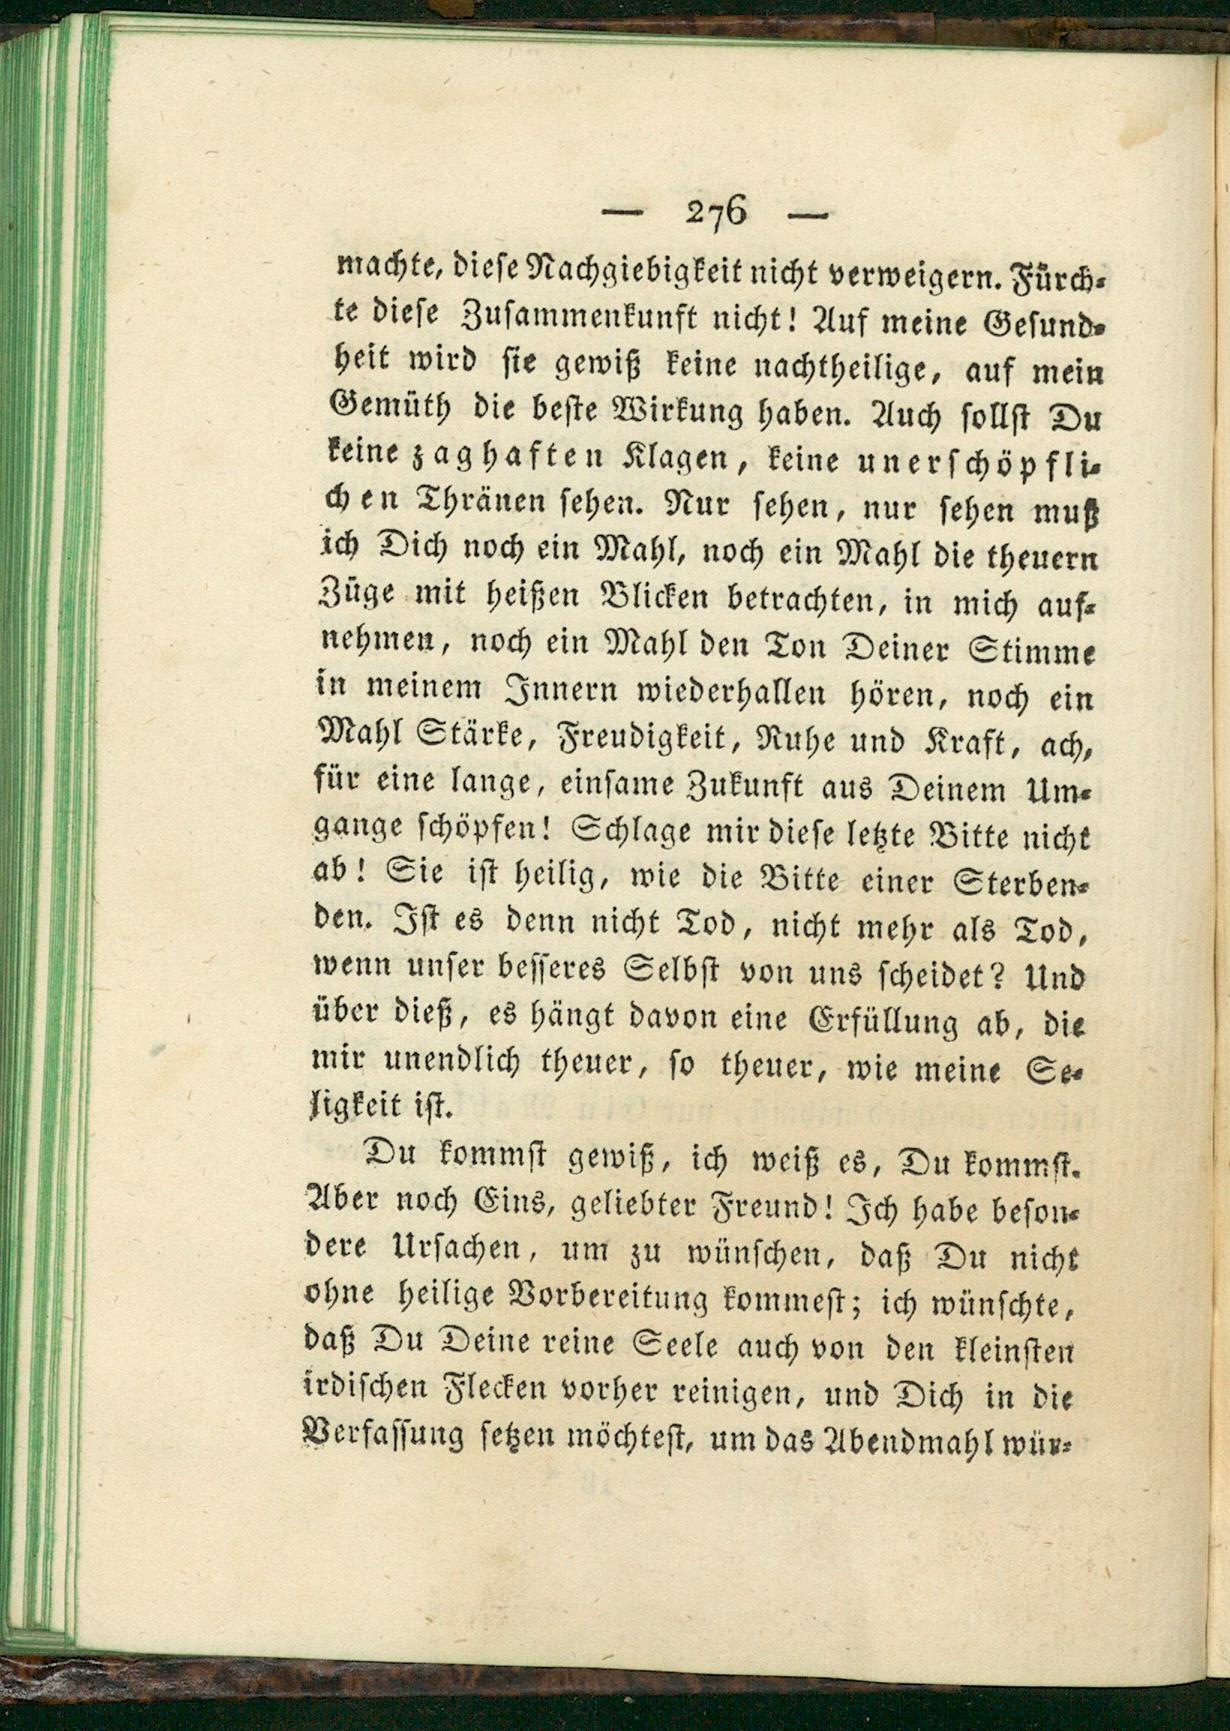 — 276 —
machte, diese Nachgiebigkeit nicht verweigern. Fürch-
te diese Zusammenkunft nicht! Auf meine Gesund-
heit wird sie gewiß keine nachtheilige, auf mein
Gemüth die beste Wirkung haben. Auch sollst Du
keine zaghaften Klagen, keine unerschöpfli-
chen Thränen sehen. Nur sehen, nur sehen muß
ich Dich noch ein Mahl, noch ein Mahl die theuern
Züge mit heißen Blicken betrachten, in mich auf-
nehmen, noch ein Mahl den Ton Deiner Stimme
in meinem Innern wiederhallen hören, noch ein
Mahl Stärke, Freudigkeit, Ruhe und Kraft, ach,
für eine lange, einsame Zukunft aus Deinem Um-
gange schöpfen! Schlage mir diese letzte Bitte nicht
ab! Sie ist heilig, wie die Bitte einer Sterben-
den. Ist es denn nicht Tod, nicht mehr als Tod,
wenn unser besseres Selbst von uns scheidet? Und
über dieß, es hängt davon eine Erfüllung ab, die
mir unendlich theuer, so theuer, wie meine Se-
ligkeit ist.
Du kommst gewiß, ich weiß es, Du kommst.
Aber noch Eins, geliebter Freund! Ich habe beson-
dere Ursachen, um zu wünschen, daß Du nicht
ohne heilige Vorbereitung kommest; ich wünschte,
daß Du Deine reine Seele auch von den kleinsten
irdischen Flecken vorher reinigen, und Dich in die
Verfassung setzen möchtest, um das Abendmahl wür-